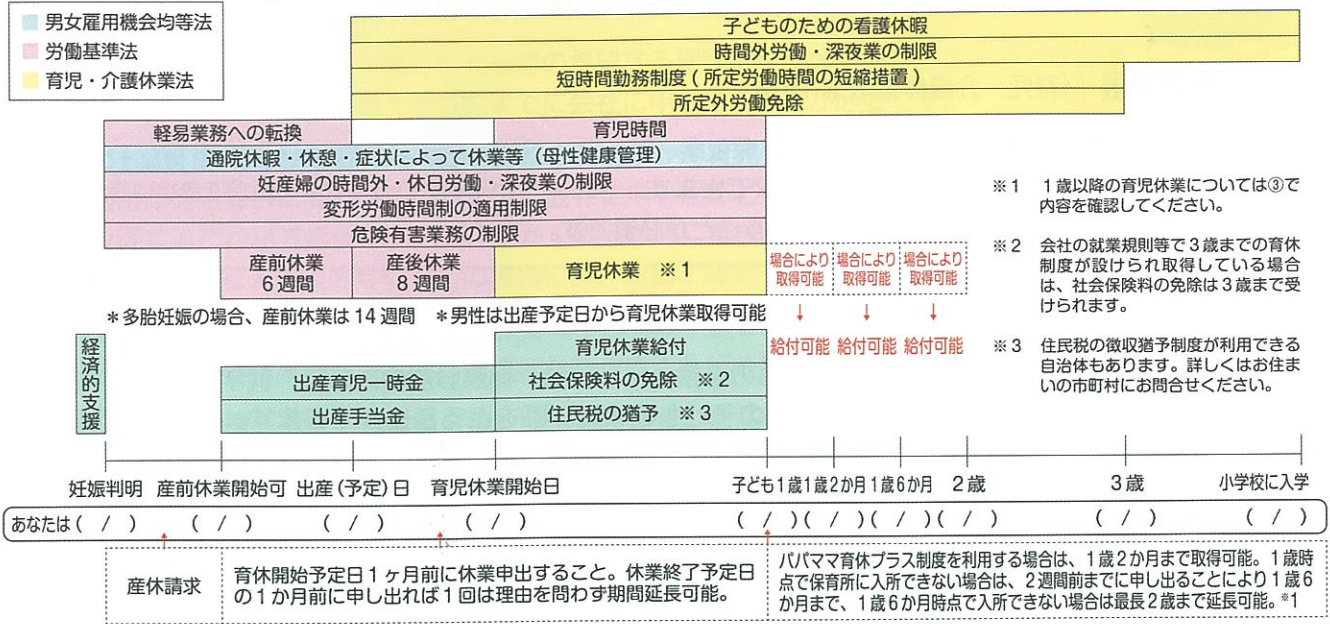 男女雇用機会均等法
労働基準法
育児・介護休業法
子どものための看護休暇
時間外労働・深夜業の制限
短時間勤務制度(所定労働時間の短縮措置)
所定外労働免除
軽易業務への転換
育児時間
通院休暇・休憩・症状によって休業等(母性健康管理)
妊産婦の時間外・休日労働・深夜業の制限
変形労働時間制の適用制限
危険有害業務の制限
産前休業
6週間
産後休業
8週間
育児休業 ※1
場合により
取得可能
場合により
取得可能
場合により
取得可能
*多胎妊娠の場合、産前休業は14週間 *男性は出産予定日から育児休業取得可能
↓ ↓ ↓
給付可能 給付可能 給付可能
※1 1歳以降の育児休業については③で
内容を確認してください。
※2 会社の就業規則等で3歳までの育休
制度が設けられ取得している場合
は、社会保険料の免除は3歳まで受
けられます。
※3 住民税の徴収猶予制度が利用できる
自治体もあります。詳しくはお住ま
いの市町村にお問合せください。
経済的支援
育児休業給付
出産育児一時金
社会保険料の免除 ※2
出産手当金
住民税の猶予 ※3
妊娠判明 産前休業開始可 出産(予定)日 育児休業開始日 子ども1歳 1歳2か月 1歳6か月 2歳 3歳 小学校に入学
あなたは( / ) ( / ) ( / ) ( / ) ( / )( / )( / )( / ) ( / ) ( / )
産休請求
育休開始予定日1ヶ月前に休業申出すること。休業終了予定日
の1か月前に申し出れば1回は理由を問わず期間延長可能。
パパママ育休プラス制度を利用する場合は、1歳2か月まで取得可能。1歳時
点で保育所に入所できない場合は、2週間前までに申し出ることにより1歳6
か月まで、1歳6か月時点で入所できない場合は最長2歳まで延長可能。※1